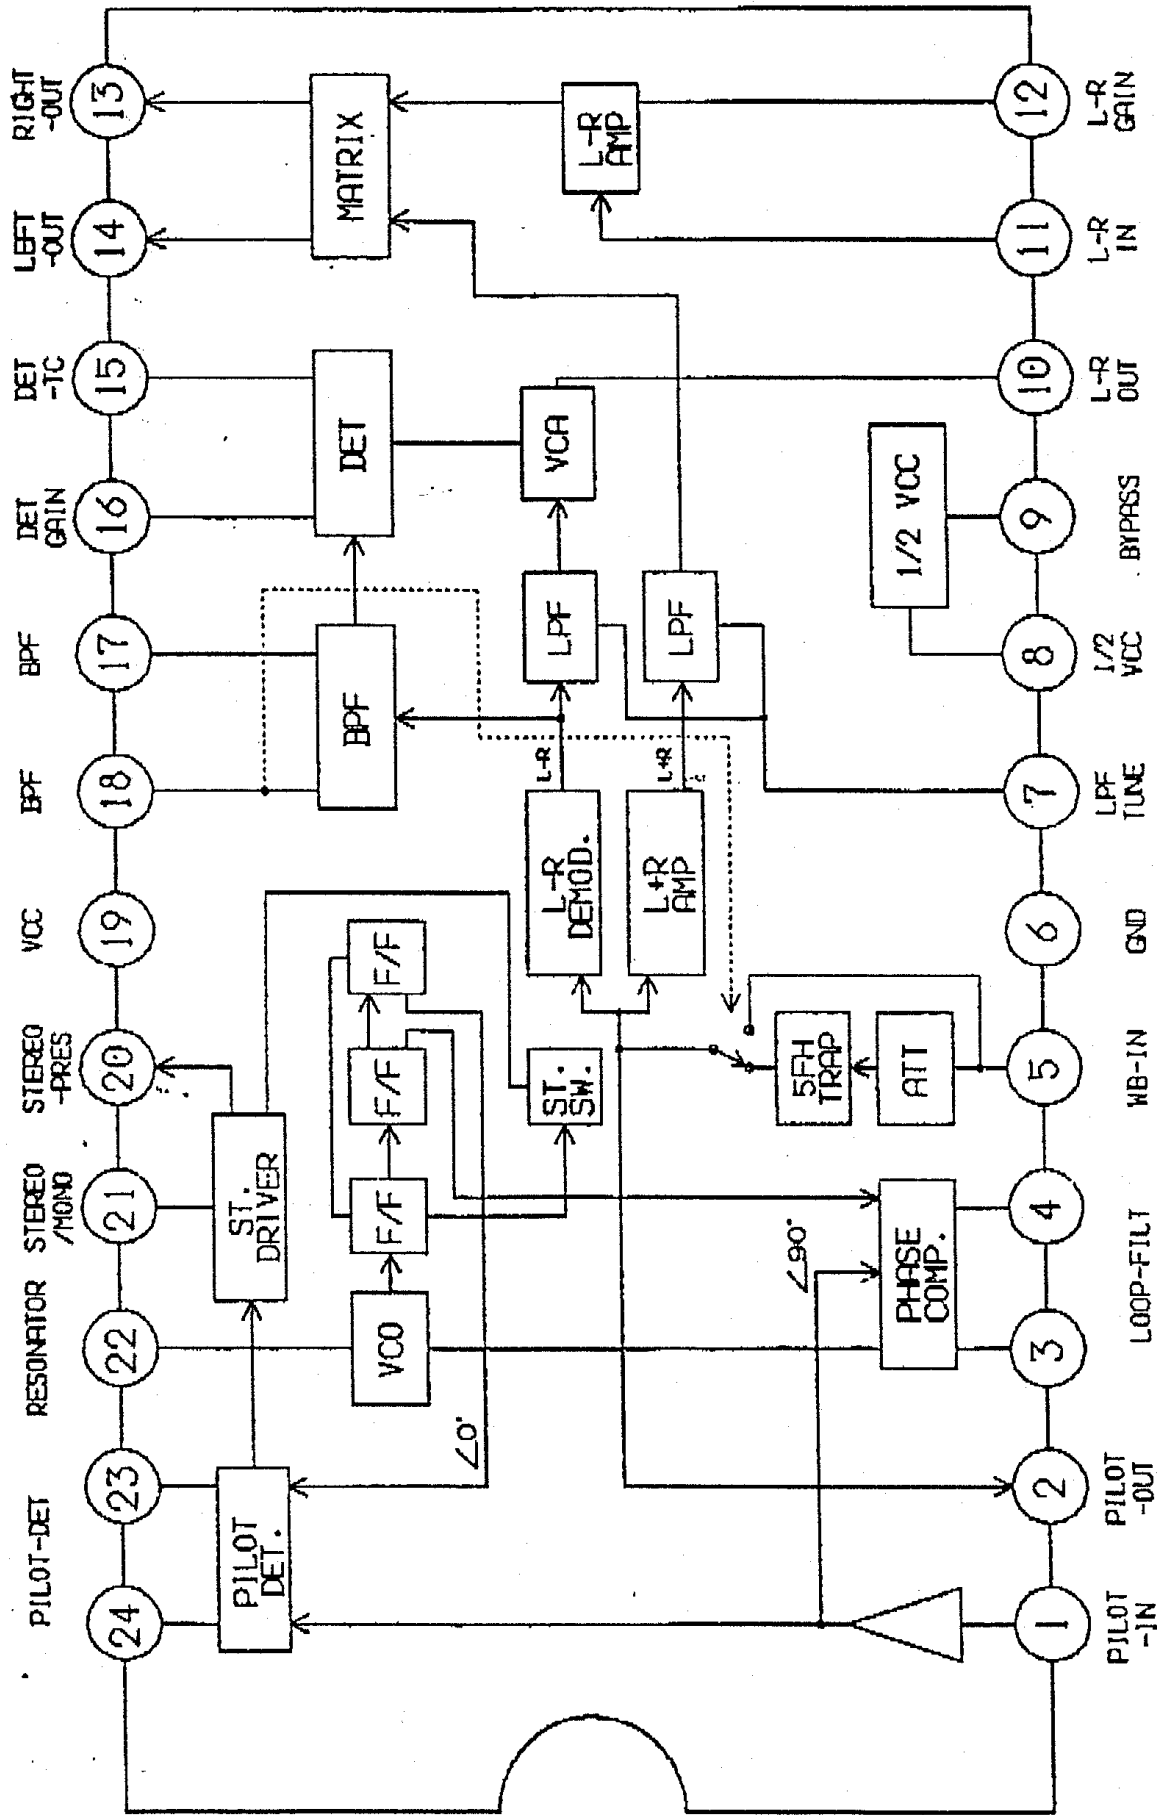 PILOT-DET
RESONATOR
STEREO
/MONO
STEREO
-PRES
VCC
BPF
BPF
DET
GAIN
DET
-TC
LEFT
-OUT
RIGHT
-OUT
24
23
22
21
20
19
18
17
16
15
14
13
PILOT
DET.
ST.
DRIVER
∠0°
VCO
F/F
F/F
F/F
BPF
DET
MATRIX
ST.
SW.
L-R
DEMOD.
L-R
LPF
VCA
L-R
AMP
L+R
AMP
L+R
LPF
∠90°
PHASE
COMP.
5FH
TRAP
ATT
1/2 VCC
1
2
3
4
5
6
7
8
9
10
11
12
PILOT
-IN
PILOT
-OUT
LOOP-FILT
WB-IN
GND
LPF
TUNE
1/2
VCC
BYPASS
L-R
OUT
L-R
IN
L-R
GAIN